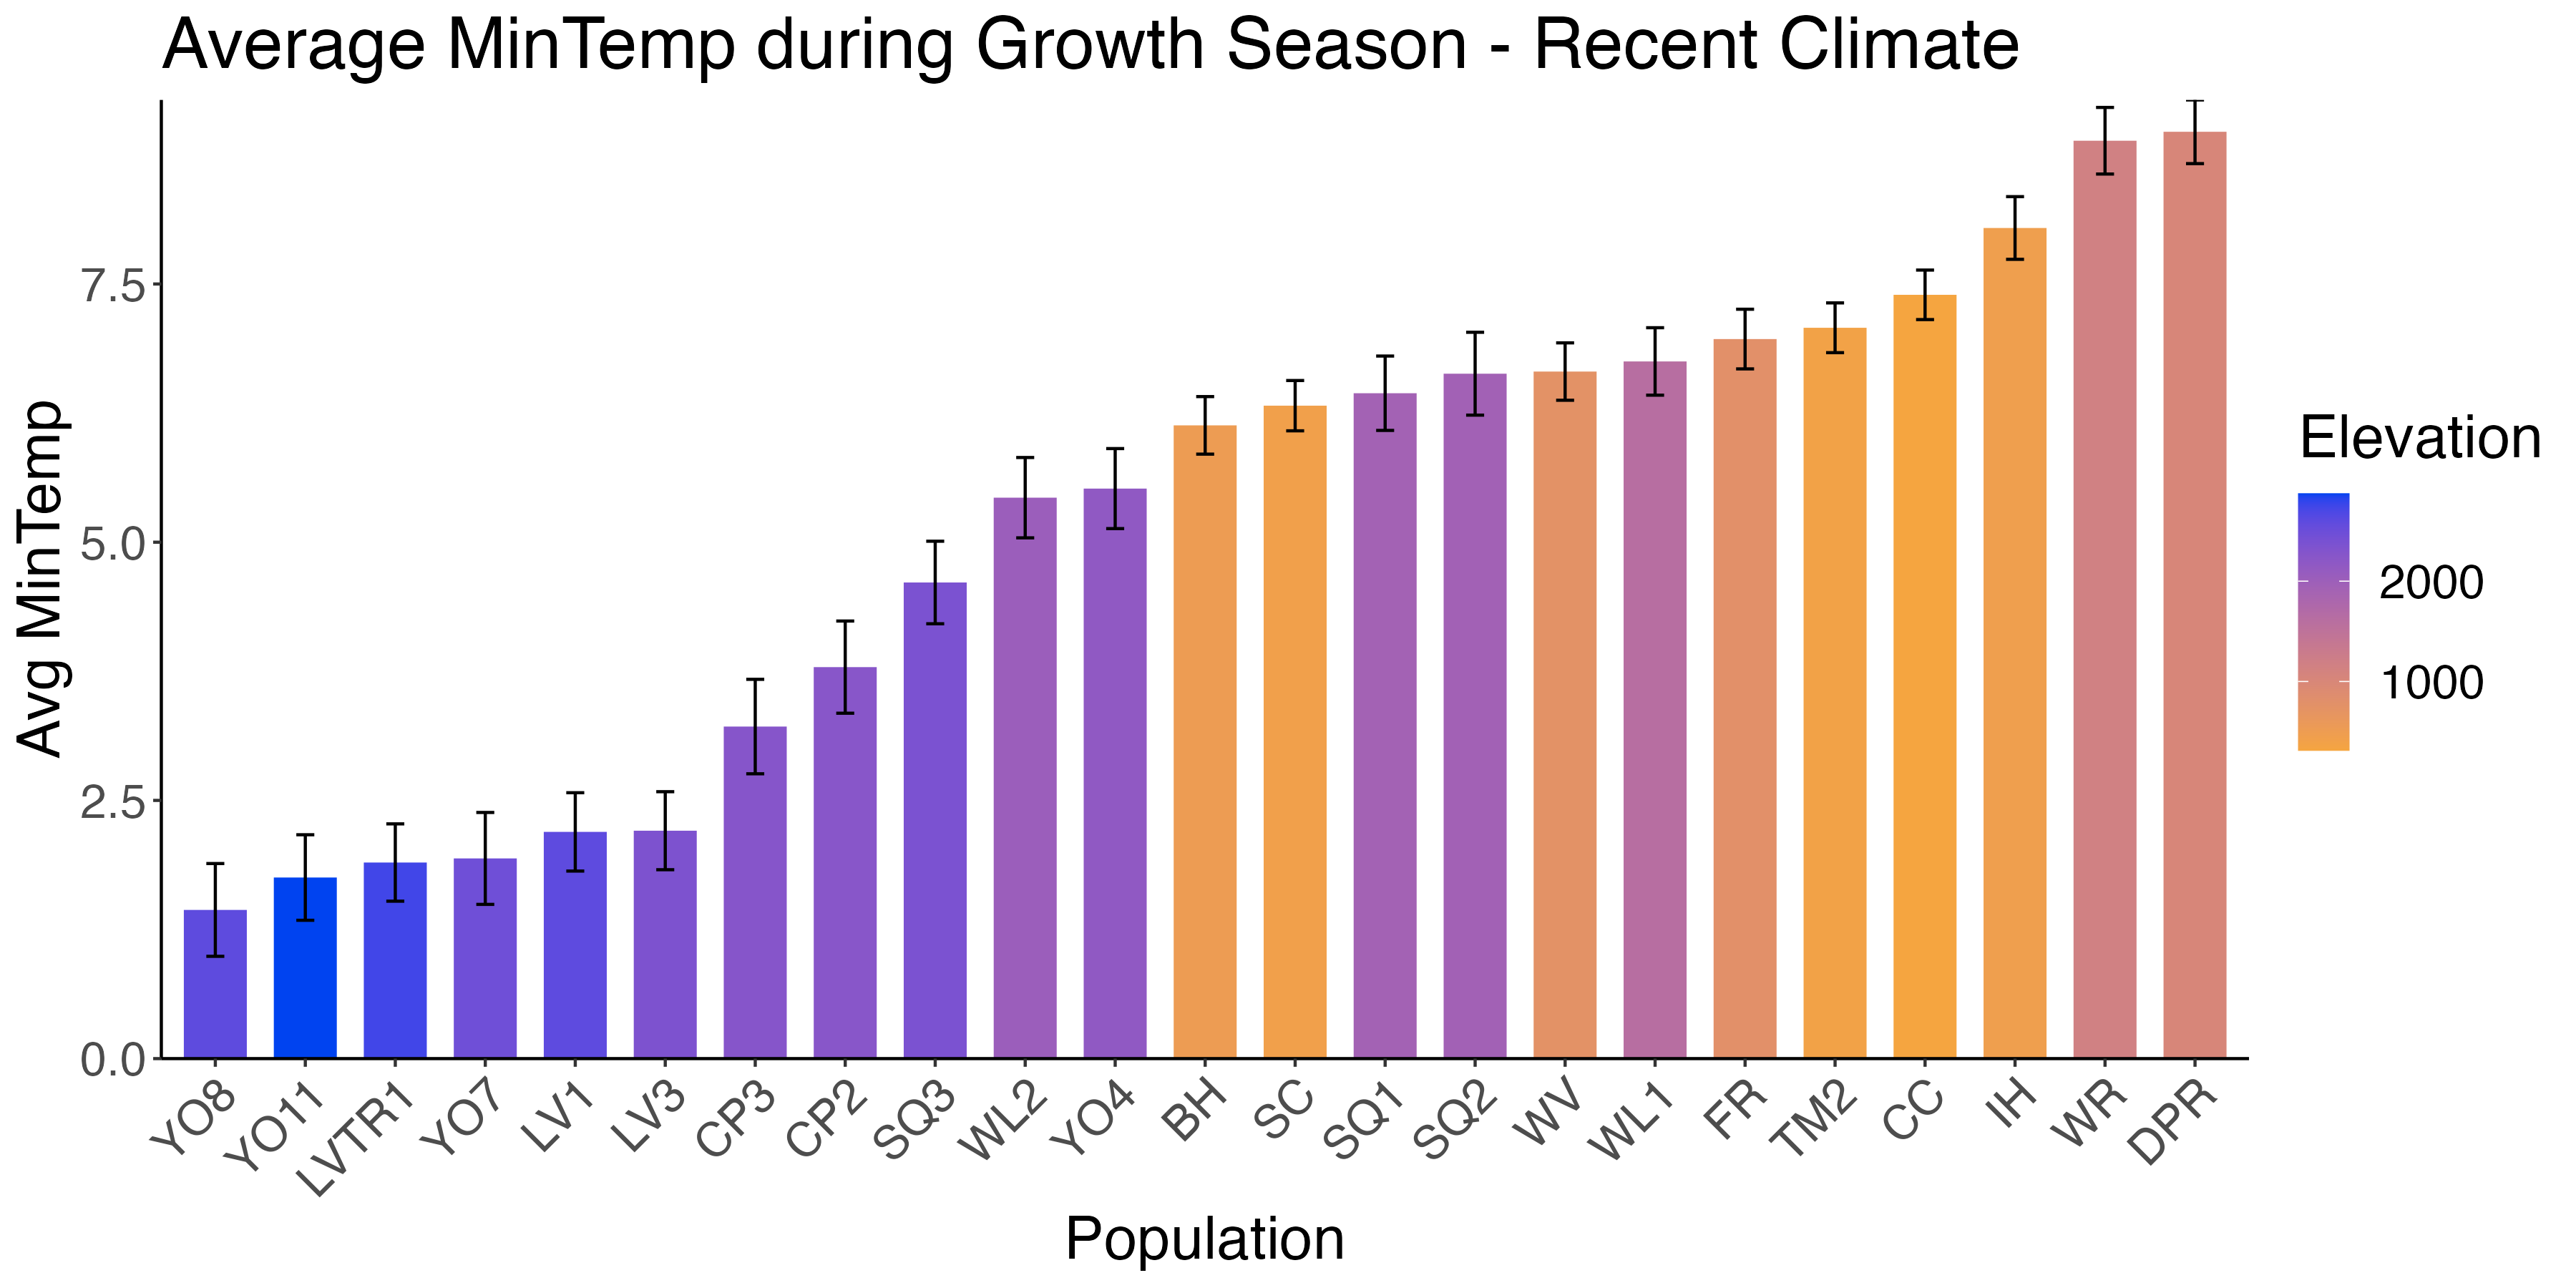 Average MinTemp during Growth Season - Recent Climate
Avg MinTemp
7.5
5.0
2.5
0.0
YO8
YO11
LVTR1
YO7
LV1
LV3
CP3
CP2
SQ3
WL2
YO4
BH
SC
SQ1
SQ2
WV
WL1
FR
TM2
CC
IH
WR
DPR
Population
Elevation
2000
1000